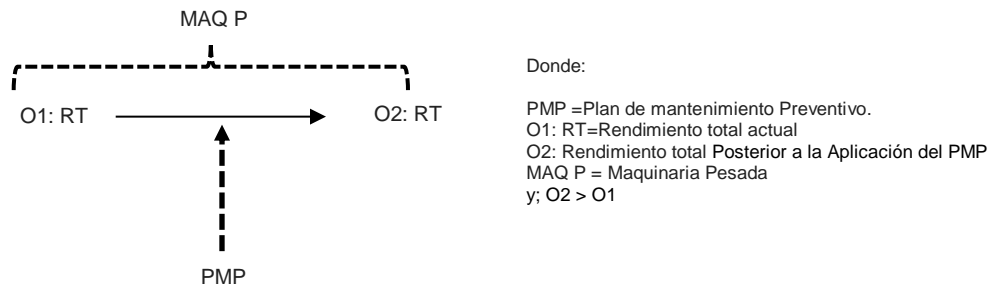 MAQ P
O1: RT
O2: RT
PMP
Donde:
PMP =Plan de mantenimiento Preventivo.
O1: RT=Rendimiento total actual
O2: Rendimiento total Posterior a la Aplicación del PMP
MAQ P = Maquinaria Pesada
y; O2 > O1